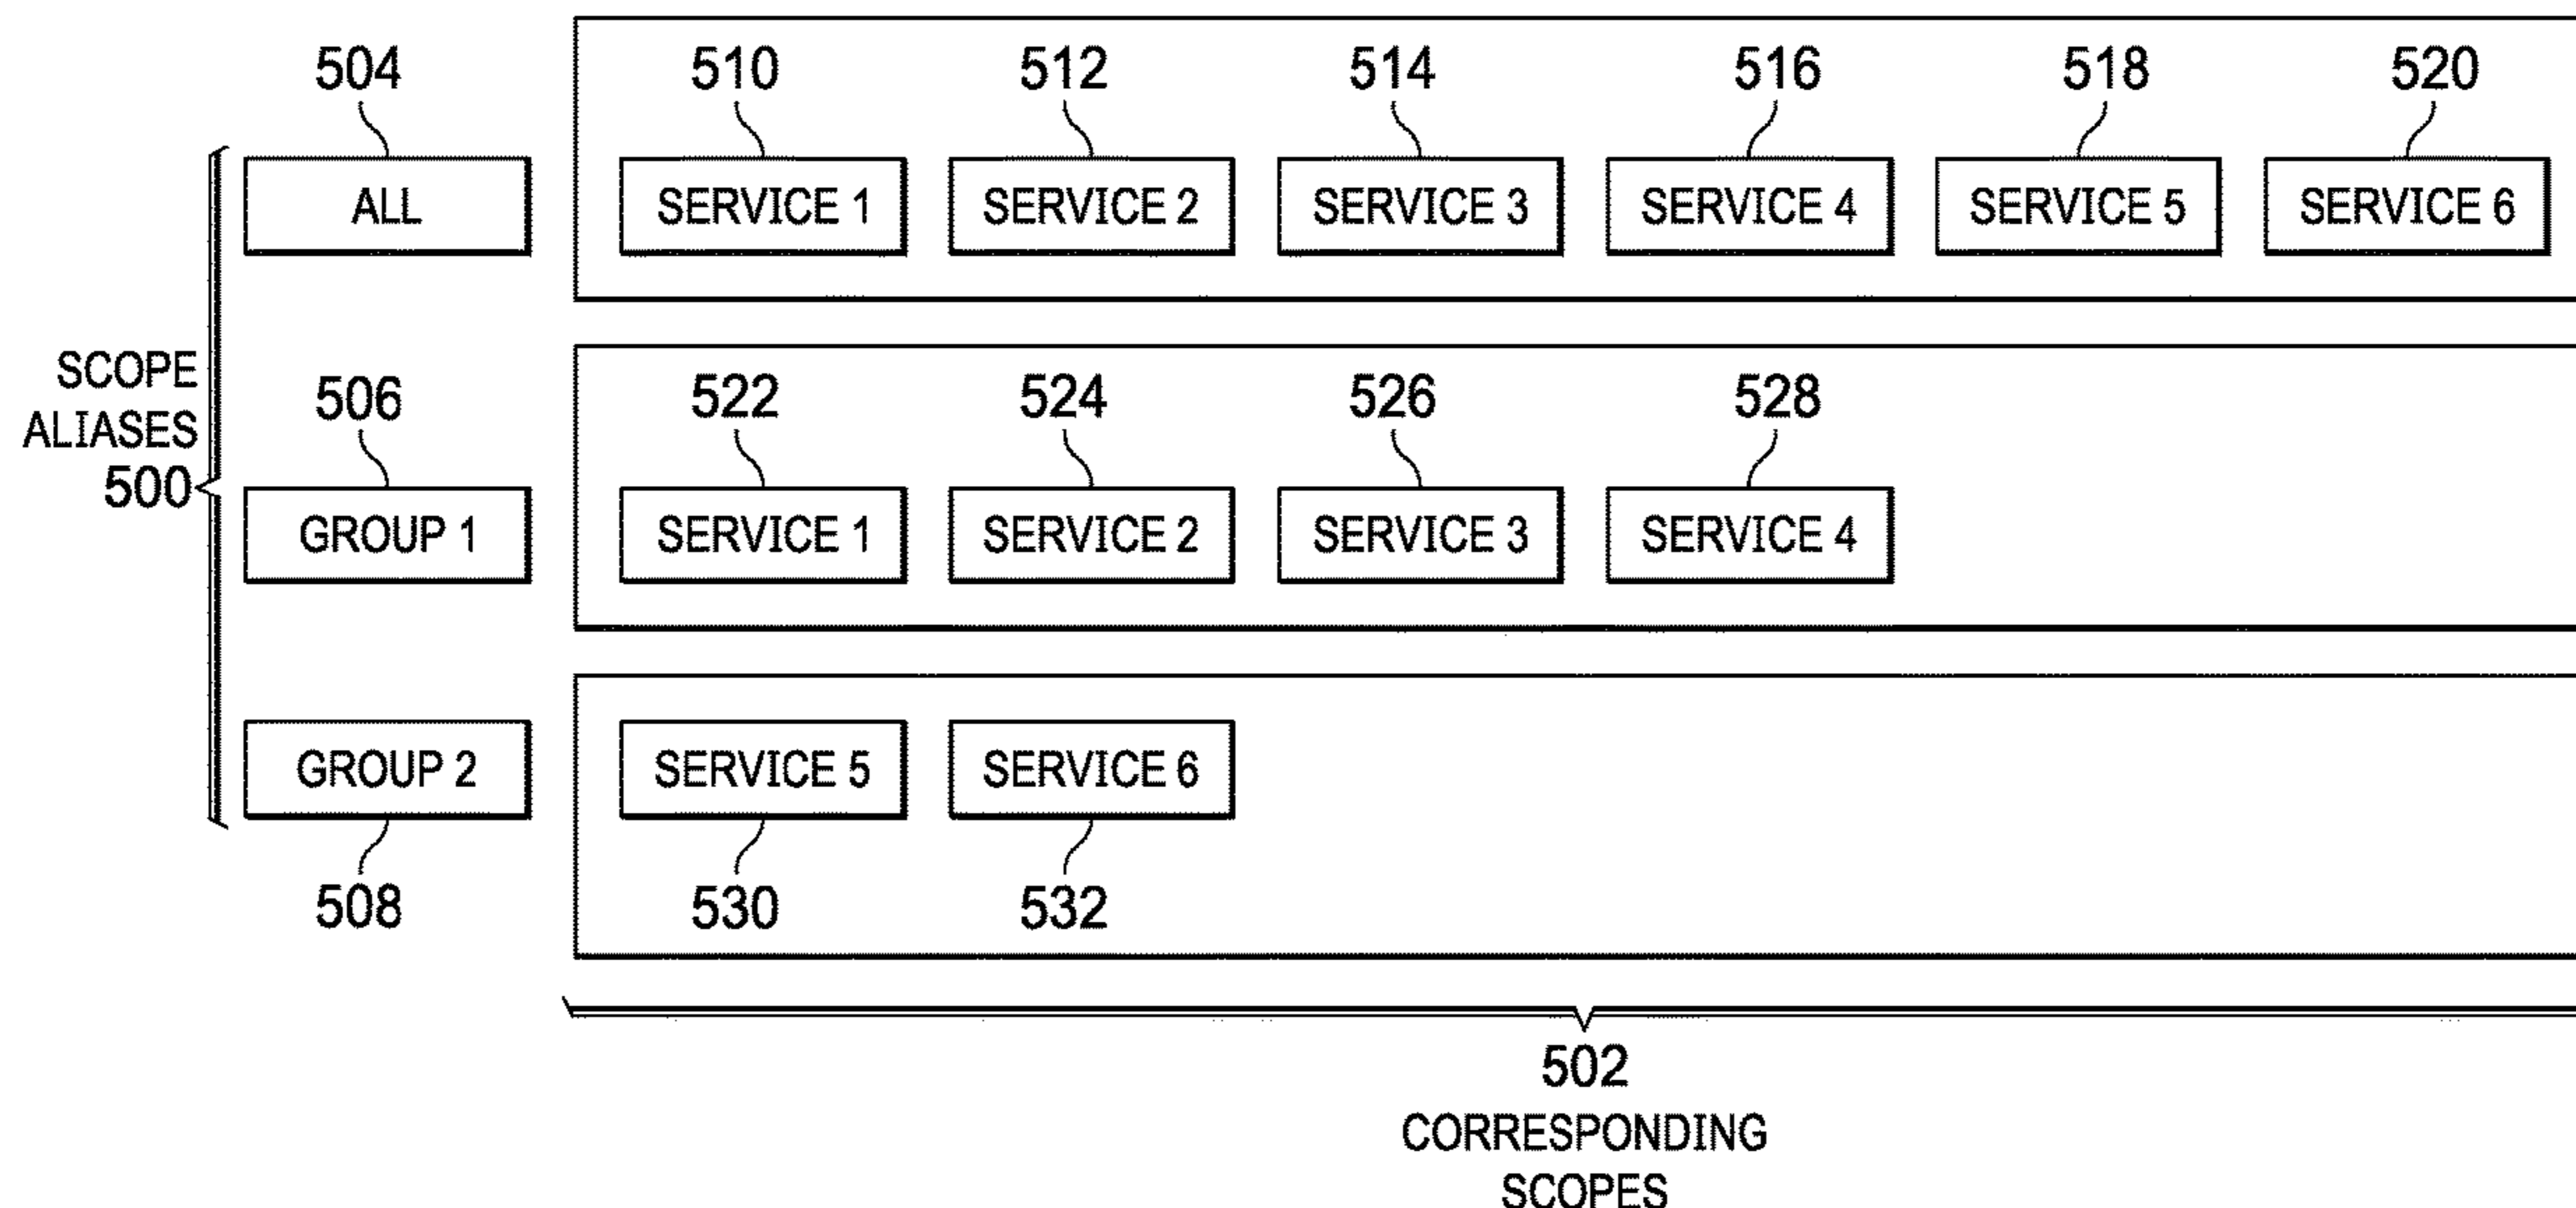 504 510 512 514 516 518 520
ALL SERVICE 1 SERVICE 2 SERVICE 3 SERVICE 4 SERVICE 5 SERVICE 6
SCOPE
ALIASES
500
506 522 524 526 528
GROUP 1 SERVICE 1 SERVICE 2 SERVICE 3 SERVICE 4
GROUP 2 SERVICE 5 SERVICE 6
508 530 532
502
CORRESPONDING
SCOPES